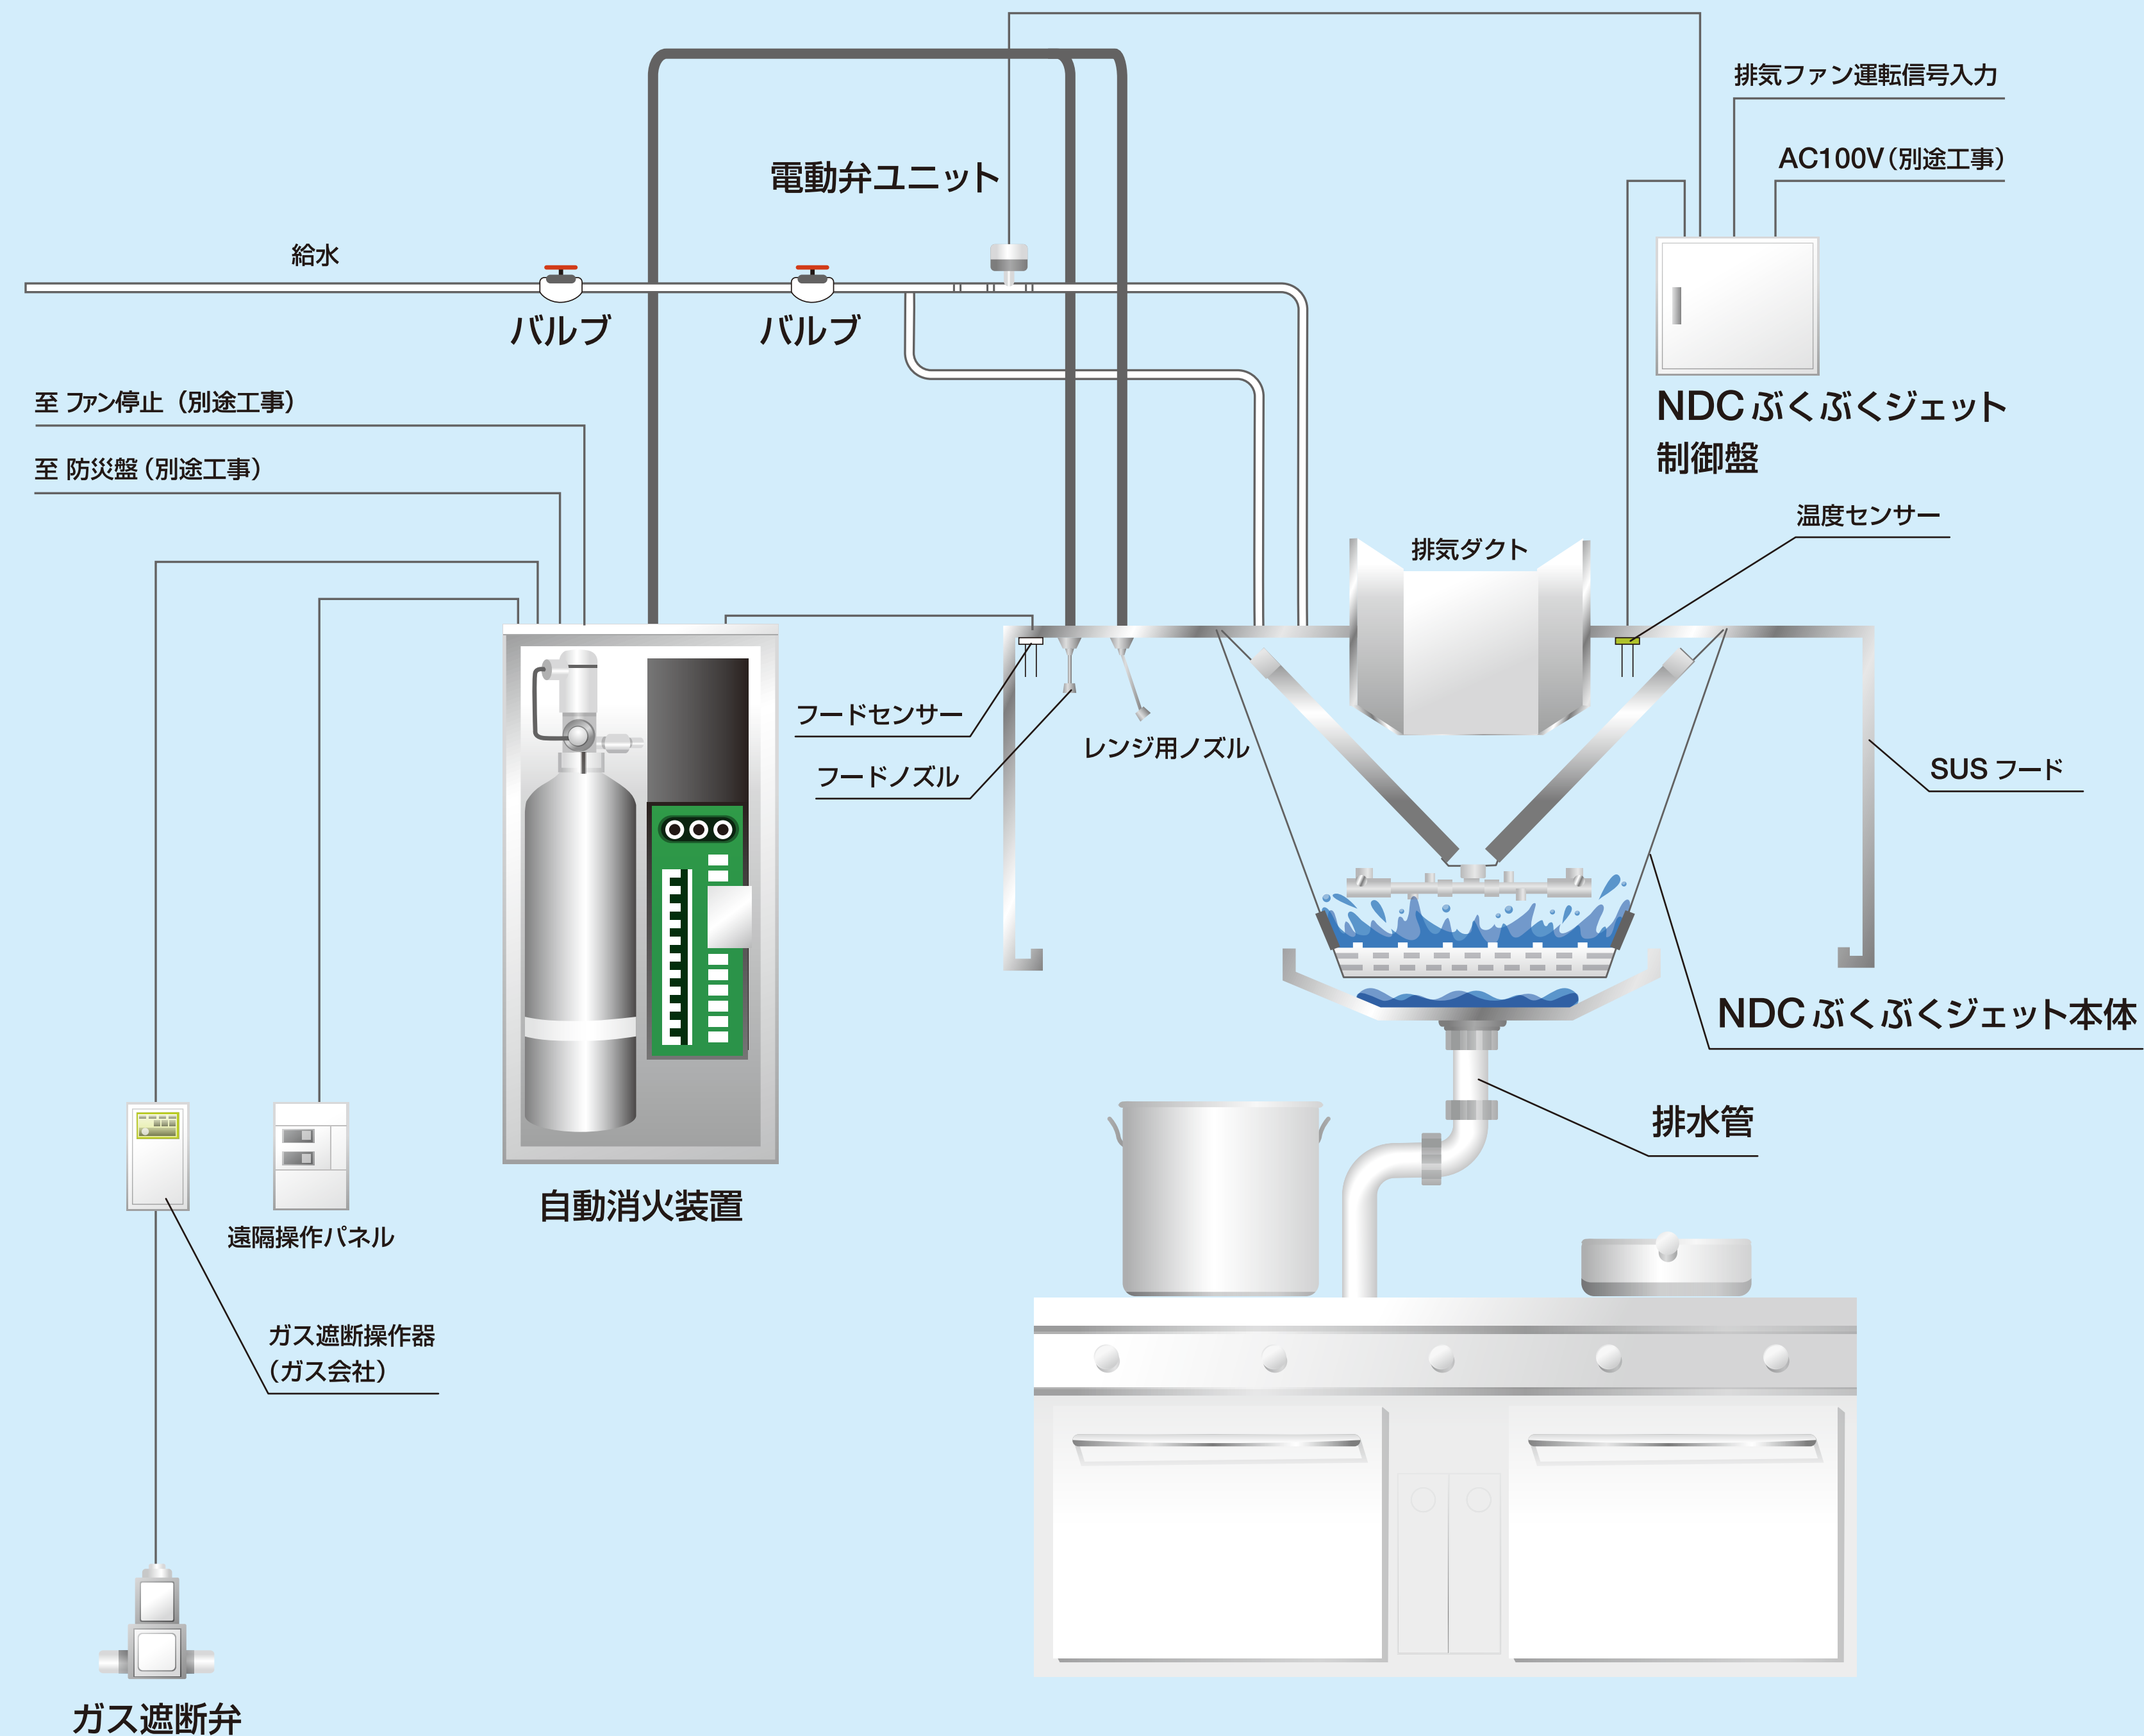 排気ファン運転信号入力
AC100V（別途工事）
電動弁ユニット
給水
バルブ
バルブ
至 ファン停止（別途工事）
至 防災盤（別途工事）
NDC ぶくぶくジェット
制御盤
温度センサー
排気ダクト
フードセンサー
レンジ用ノズル
フードノズル
SUS フード
NDC ぶくぶくジェット本体
排水管
自動消火装置
遠隔操作パネル
ガス遮断操作器
（ガス会社）
ガス遮断弁